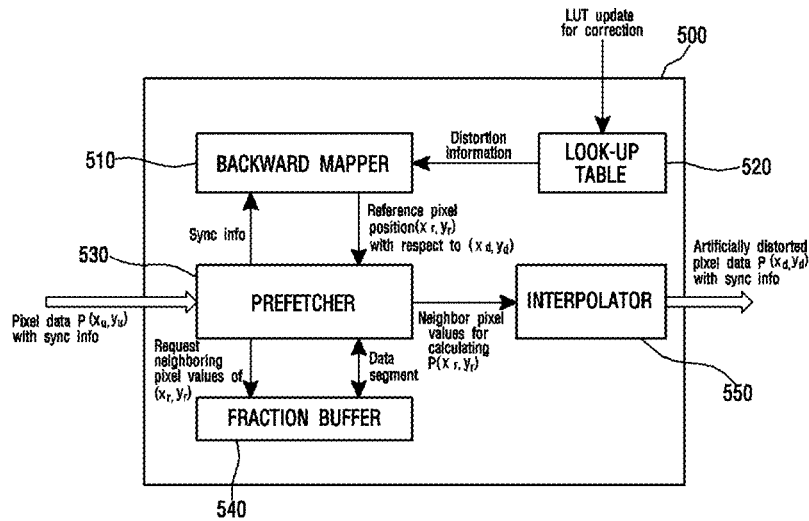 LUT update
for correction
500
510
BACKWARD MAPPER
Distortion
information
LOOK-UP
TABLE
520
Sync info
Reference pixel
position(x r, yr)
with respect to (x d, yd)
530
PREFETCHER
INTERPOLATOR
Artificially distorted
pixel data P(xd,yd)
with sync info
Pixel data P(xu,yu)
with sync info
Request
neighboring
pixel values of
(xr, yr)
Data
segment
Neighbor pixel
values for
calculating
P(x r, yr)
550
FRACTION BUFFER
540